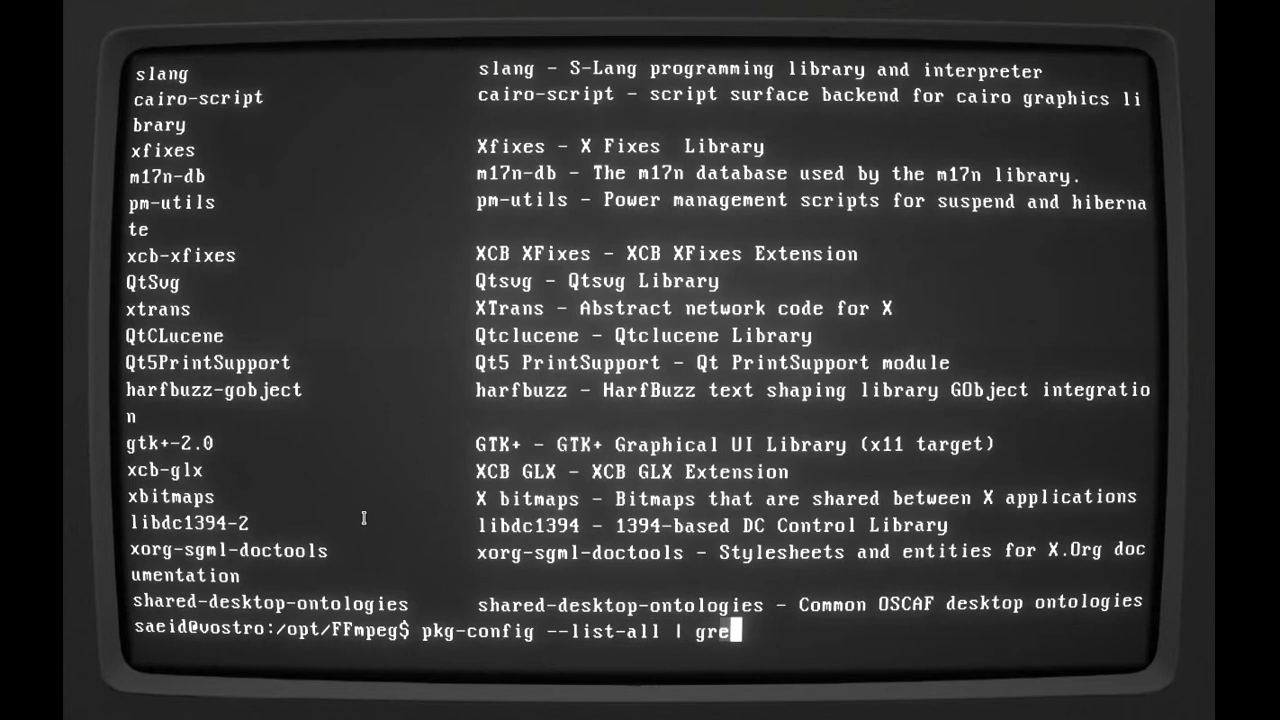 slang slang - S-Lang programming library and interpreter
cairo-script cairo-script - script surface backend for cairo graphics li
brary
xfixes Xfixes - X Fixes  Library
m17n-db m17n-db - The m17n database used by the m17n library.
pm-utils pm-utils - Power management scripts for suspend and hiberna
te
xcb-xfixes XCB XFixes - XCB XFixes Extension
QtSvg Qtsvg - Qtsvg Library
xtrans XTrans - Abstract network code for X
QtCLucene Qtclucene - Qtclucene Library
Qt5PrintSupport Qt5 PrintSupport - Qt PrintSupport module
harfbuzz-gobject harfbuzz - HarfBuzz text shaping library GObject integratio
n
gtk+-2.0 GTK+ - GTK+ Graphical UI Library (x11 target)
xcb-glx XCB GLX - XCB GLX Extension
xbitmaps X bitmaps - Bitmaps that are shared between X applications
libdc1394-2 libdc1394 - 1394-based DC Control Library
xorg-sgml-doctools xorg-sgml-doctools - Stylesheets and entities for X.Org doc
umentation
shared-desktop-ontologies shared-desktop-ontologies - Common OSCAF desktop ontologies
saeid@vostro:/opt/FFmpeg$ pkg-config --list-all | gre